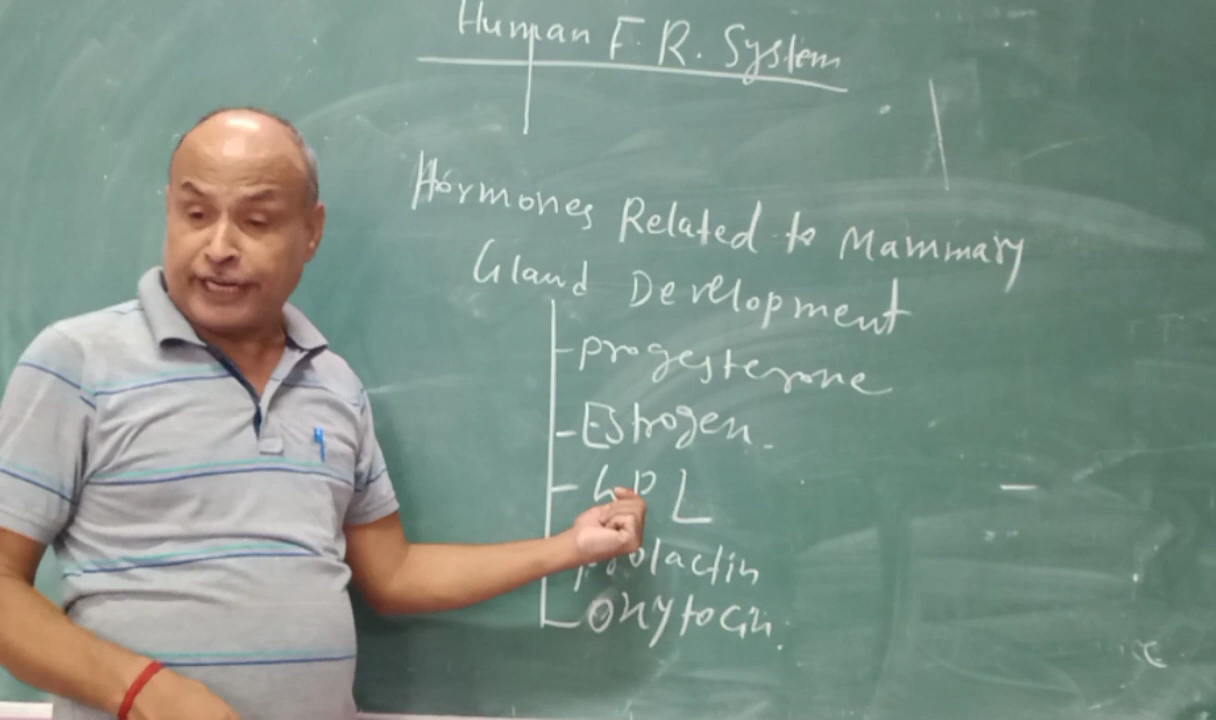 Human F. R. System
Hormones Related to Mammary
Gland Development
- Progesterone
- Estrogen.
- hPL
Prolactin
Oxytocin.